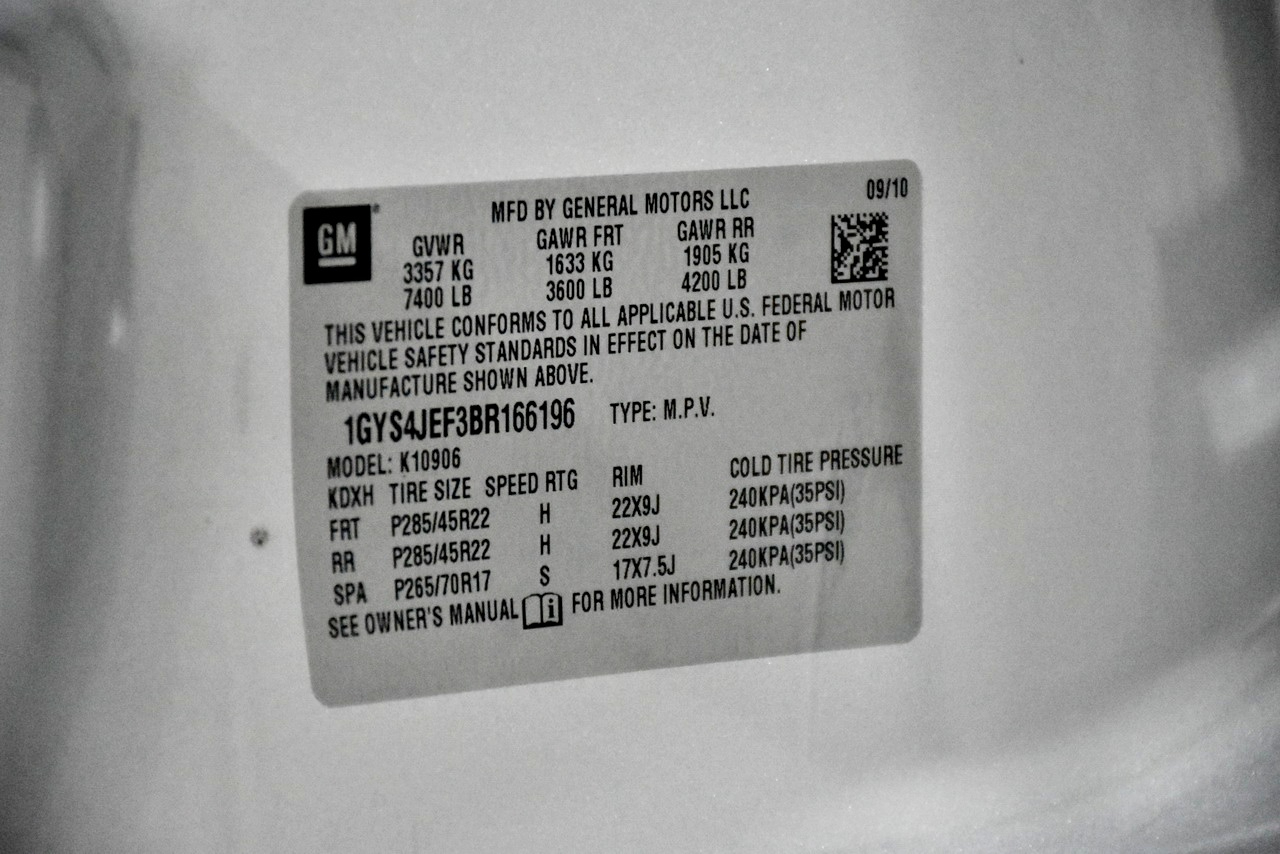 09/10
GM
MFD BY GENERAL MOTORS LLC
GVWR GAWR FRT GAWR RR
3357 KG 1633 KG 1905 KG
7400 LB 3600 LB 4200 LB
THIS VEHICLE CONFORMS TO ALL APPLICABLE U.S. FEDERAL MOTOR
VEHICLE SAFETY STANDARDS IN EFFECT ON THE DATE OF
MANUFACTURE SHOWN ABOVE.
1GYS4JEF3BR166196 TYPE: M.P.V.
MODEL: K10906
KDXH TIRE SIZE SPEED RTG RIM COLD TIRE PRESSURE
FRT P285/45R22 H 22X9J 240KPA(35PSI)
RR P285/45R22 H 22X9J 240KPA(35PSI)
SPA P265/70R17 S 17X7.5J 240KPA(35PSI)
SEE OWNER'S MANUAL i FOR MORE INFORMATION.